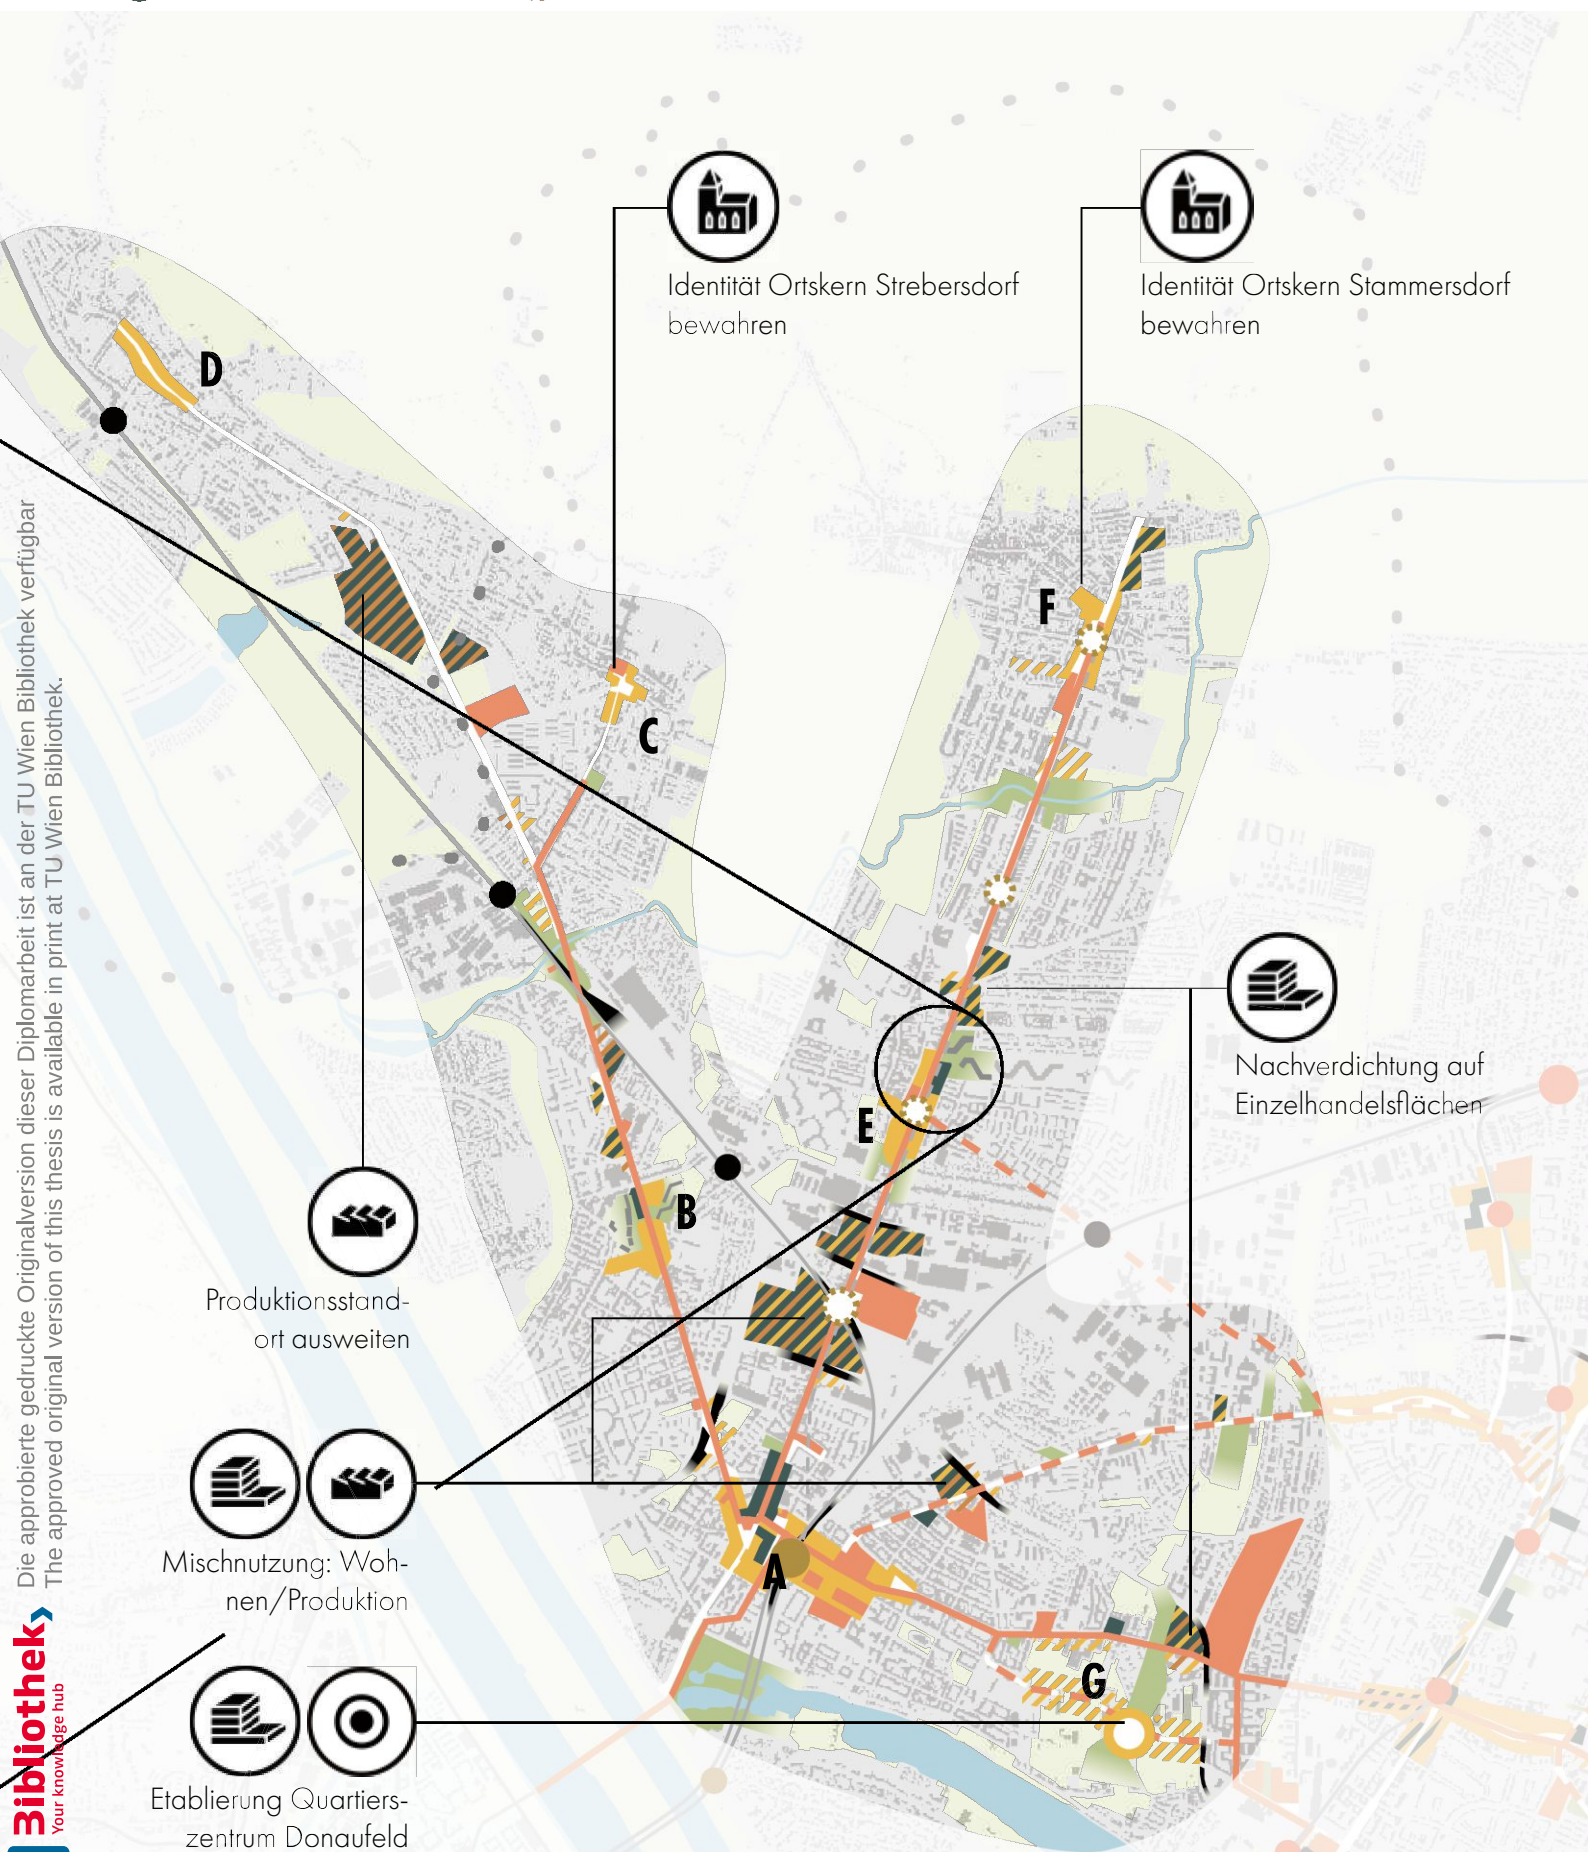 Identität Ortskern Strebersdorf
bewahren
Identität Ortskern Stammersdorf
bewahren
D
F
C
Nachverdichtung auf
Einzelhandelsflächen
E
B
Produktionsstand-
ort ausweiten
Mischnutzung: Woh-
nen/Produktion
A
G
Etablierung Quartiers-
zentrum Donaufeld
Die approbierte gedruckte Originalversion dieser Diplomarbeit ist an der TU Wien Bibliothek verfügbar
The approved original version of this thesis is available in print at TU Wien Bibliothek.
Bibliothek
Your knowledge hub